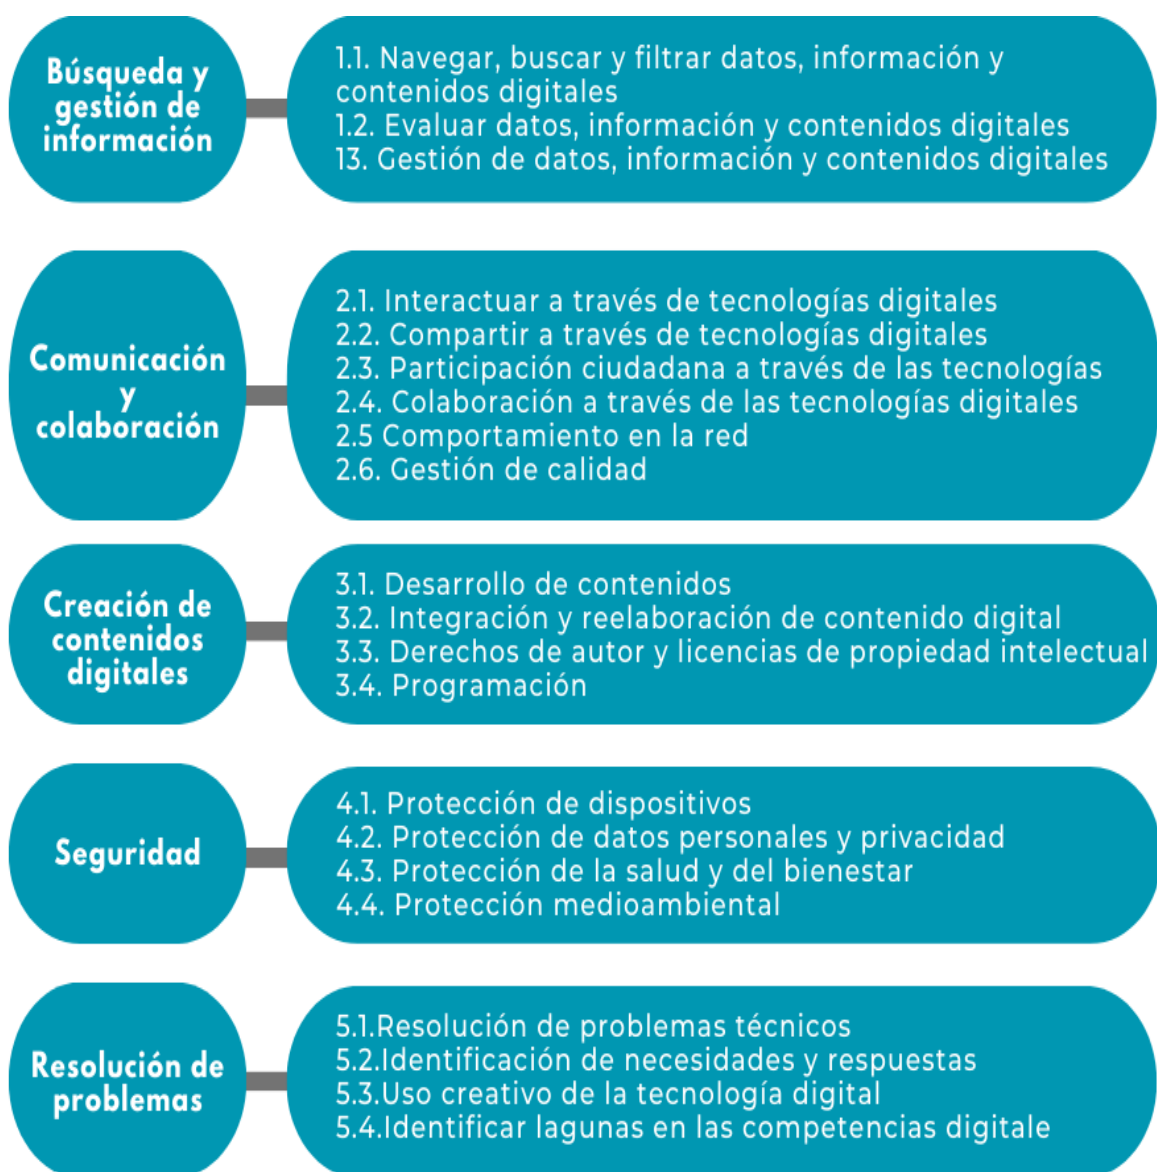 Búsqueda y
gestión de
información
1.1. Navegar, buscar y filtrar datos, información y
contenidos digitales
1.2. Evaluar datos, información y contenidos digitales
13. Gestión de datos, información y contenidos digitales
Comunicación
y
colaboración
2.1. Interactuar a través de tecnologías digitales
2.2. Compartir a través de tecnologías digitales
2.3. Participación ciudadana a través de las tecnologías
2.4. Colaboración a través de las tecnologías digitales
2.5 Comportamiento en la red
2.6. Gestión de calidad
Creación de
contenidos
digitales
3.1. Desarrollo de contenidos
3.2. Integración y reelaboración de contenido digital
3.3. Derechos de autor y licencias de propiedad intelectual
3.4. Programación
Seguridad
4.1. Protección de dispositivos
4.2. Protección de datos personales y privacidad
4.3. Protección de la salud y del bienestar
4.4. Protección medioambiental
Resolución de
problemas
5.1.Resolución de problemas técnicos
5.2.Identificación de necesidades y respuestas
5.3.Uso creativo de la tecnología digital
5.4.Identificar lagunas en las competencias digitale